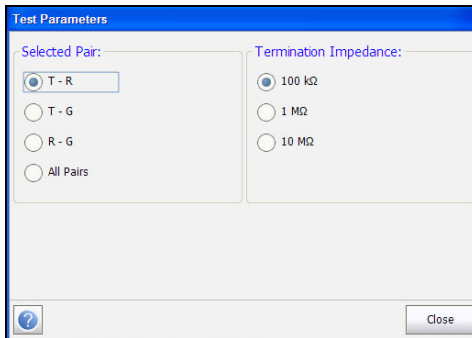 Test Parameters
Selected Pair:
T - R
T - G
R - G
All Pairs
Termination Impedance:
100 kΩ
1 MΩ
10 MΩ
?
Close